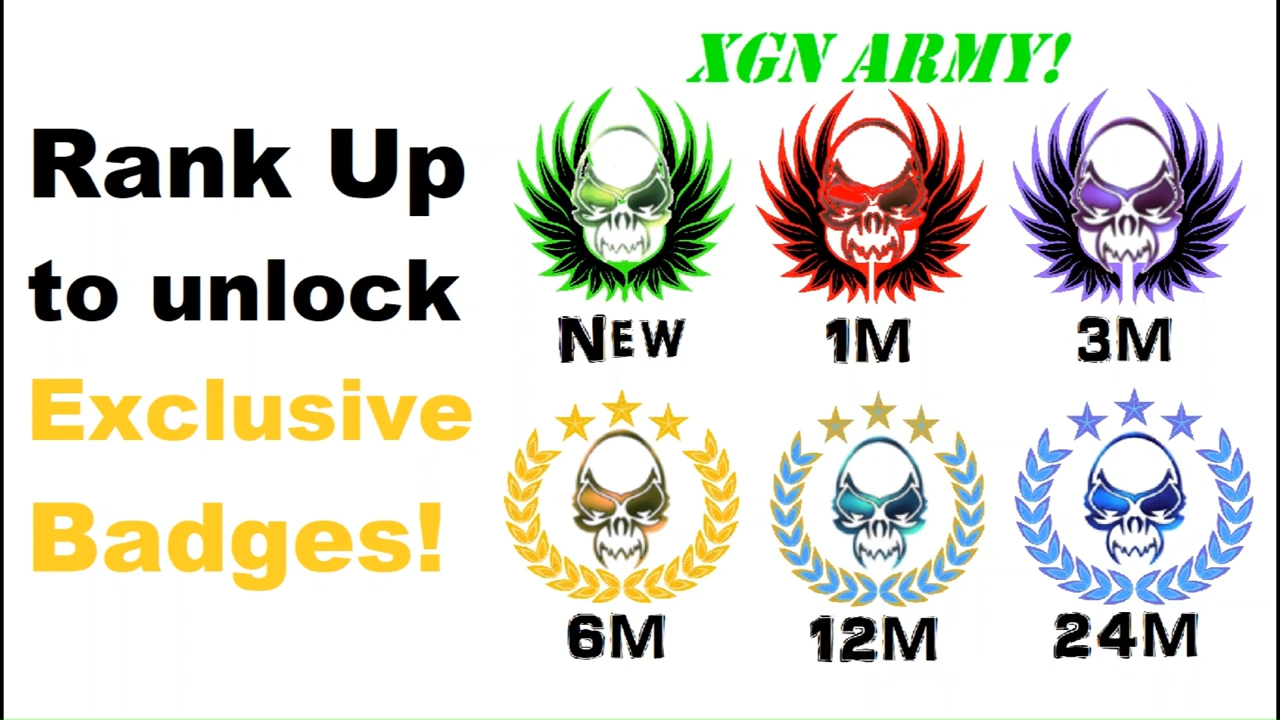 Rank Up
to unlock
Exclusive
Badges!
XGN ARMY!
New 1M 3M
6M 12M 24M